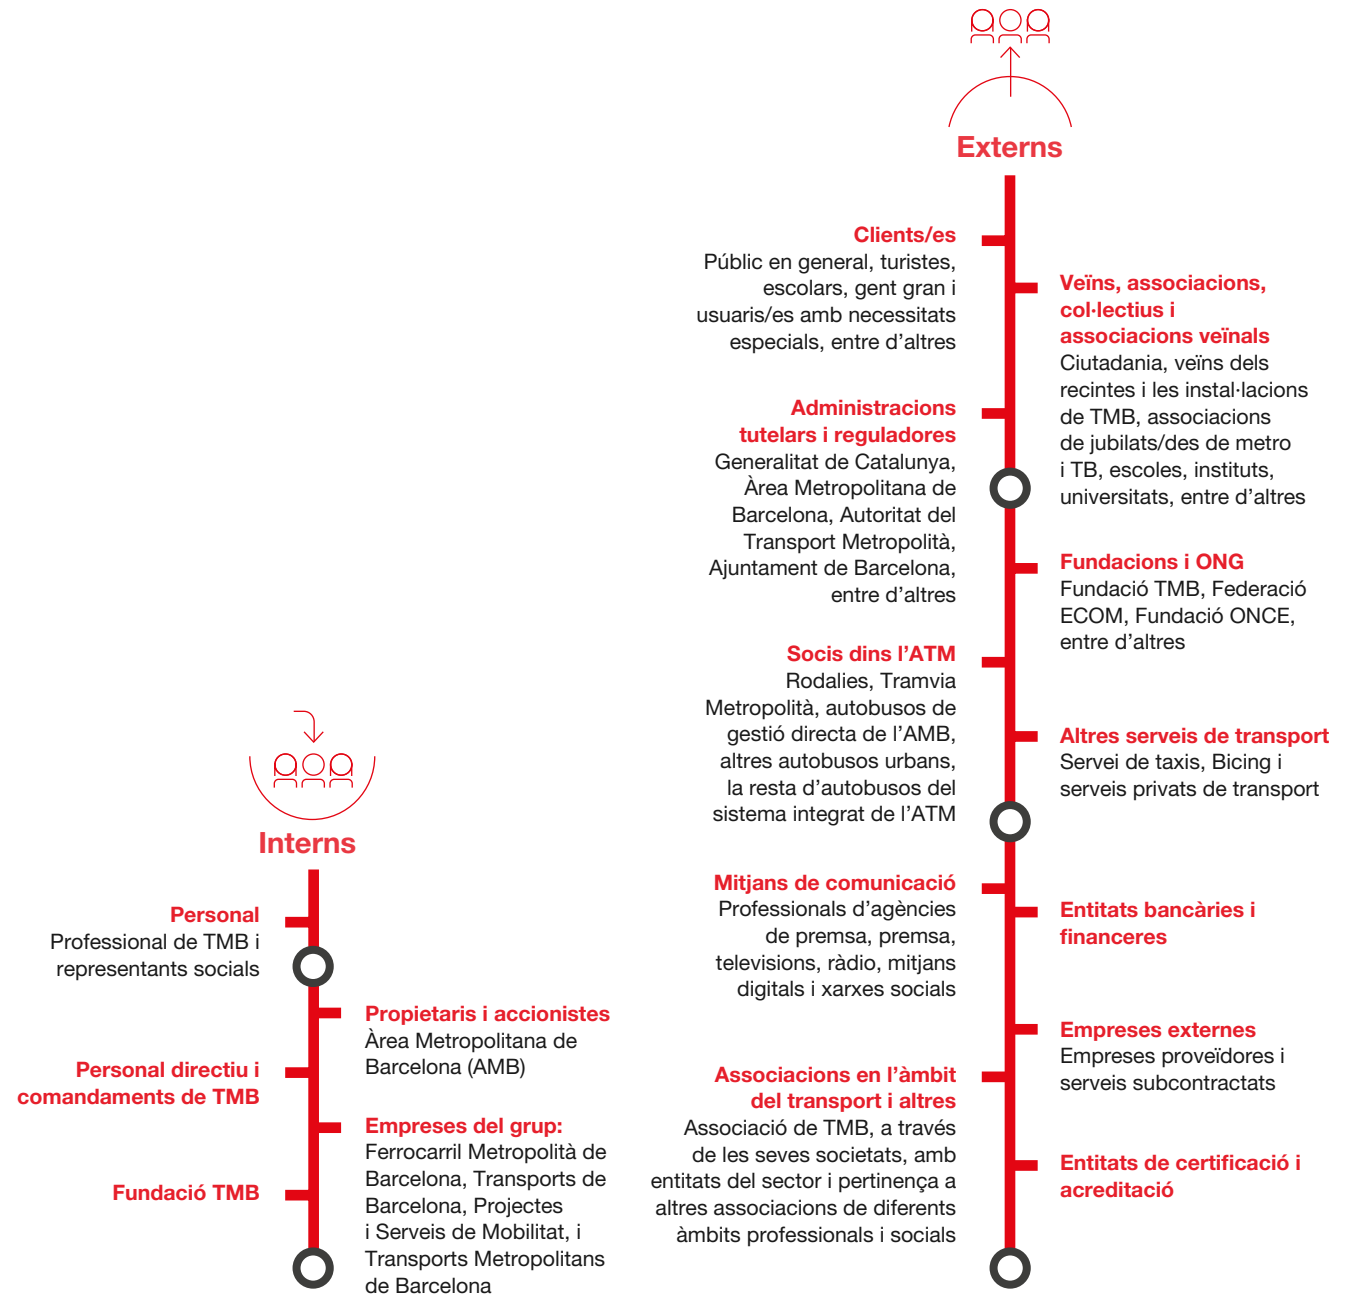 Externs
Clients/es
Públic en general, turistes,
escolars, gent gran i
usuaris/es amb necessitats
especials, entre d’altres
Administracions
tutelars i reguladores
Generalitat de Catalunya,
Àrea Metropolitana de
Barcelona, Autoritat del
Transport Metropolità,
Ajuntament de Barcelona,
entre d’altres
Socis dins l’ATM
Rodalies, Tramvia
Metropolità, autobusos de
gestió directa de l’AMB,
altres autobusos urbans,
la resta d’autobusos del
sistema integrat de l’ATM
Mitjans de comunicació
Professionals d’agències
de premsa, premsa,
televisions, ràdio, mitjans
digitals i xarxes socials
Associacions en l’àmbit
del transport i altres
Associació de TMB, a través
de les seves societats, amb
entitats del sector i pertinença a
altres associacions de diferents
àmbits professionals i socials
Veïns, associacions,
col·lectius i
associacions veïnals
Ciutadania, veïns dels
recintes i les instal·lacions
de TMB, associacions
de jubilats/des de metro
i TB, escoles, instituts,
universitats, entre d’altres
Fundacions i ONG
Fundació TMB, Federació
ECOM, Fundació ONCE,
entre d’altres
Altres serveis de transport
Servei de taxis, Bicing i
serveis privats de transport
Entitats bancàries i
financeres
Empreses externes
Empreses proveïdores i
serveis subcontractats
Entitats de certificació i
acreditació
Interns
Personal
Professional de TMB i
representants socials
Personal directiu i
comandaments de TMB
Fundació TMB
Propietaris i accionistes
Àrea Metropolitana de
Barcelona (AMB)
Empreses del grup:
Ferrocarril Metropolità de
Barcelona, Transports de
Barcelona, Projectes
i Serveis de Mobilitat, i
Transports Metropolitans
de Barcelona